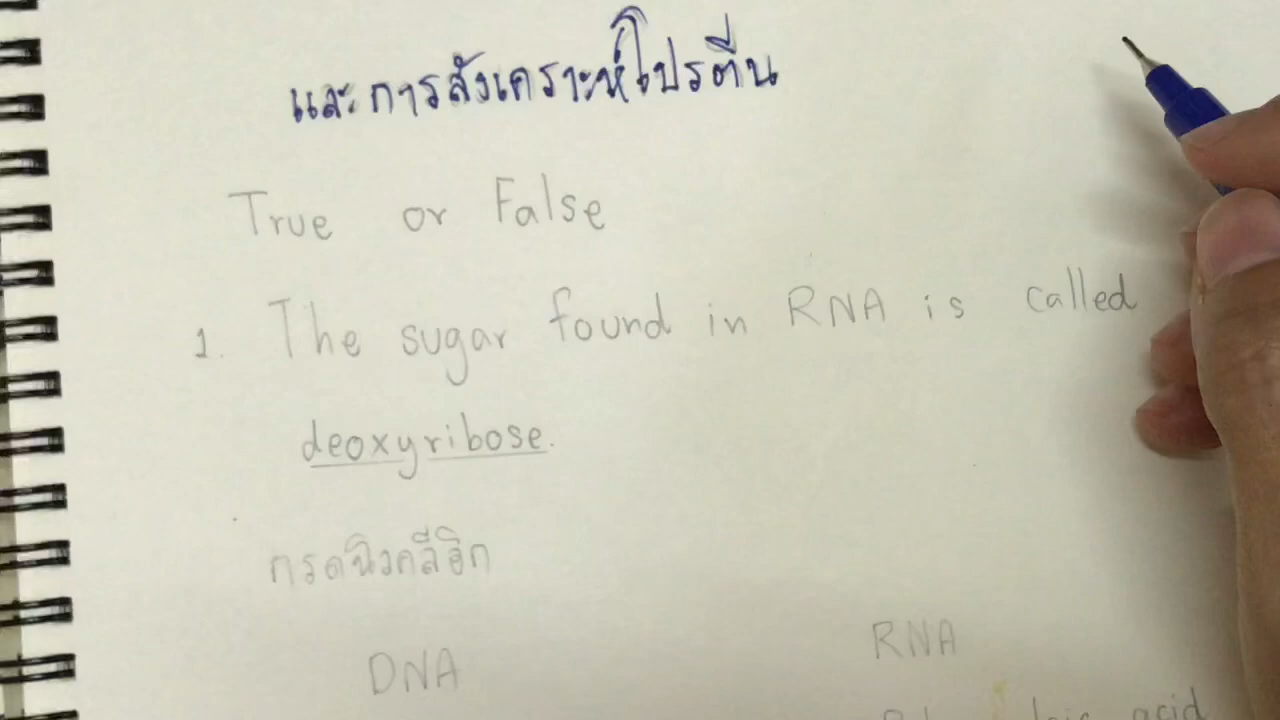 และการสังเคราะห์โปรตีน
True or False
1. The sugar found in RNA is called
deoxyribose.
กรดนิวคลีอิก
DNA RNA
acid